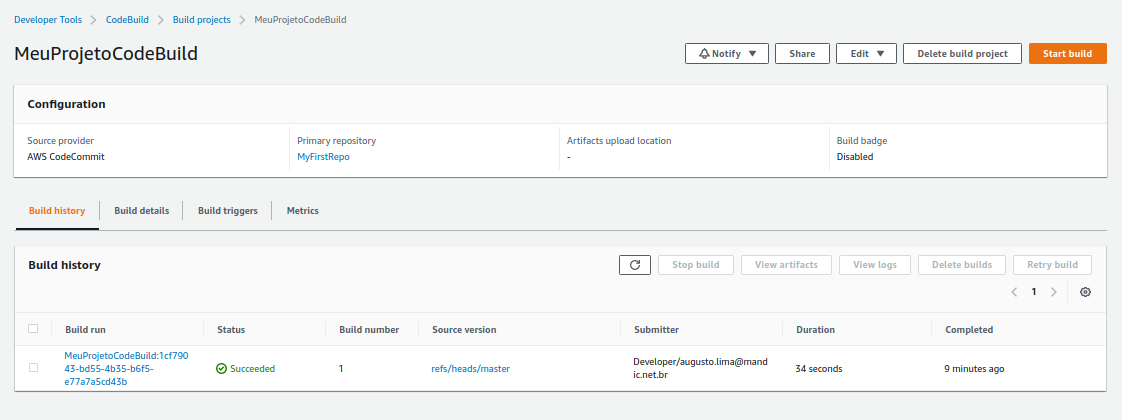 Developer Tools > CodeBuild > Build projects > MeuProjetoCodeBuild
MeuProjetoCodeBuild
Notify Share Edit Delete build project Start build
Configuration
Source provider Primary repository Artifacts upload location Build badge
AWS CodeCommit MyFirstRepo - Disabled
Build history Build details Build triggers Metrics
Build history Stop build View artifacts View logs Delete builds Retry build
1
Build run Status Build number Source version Submitter Duration Completed
MeuProjetoCodeBuild:1cf790
43-bd55-4b35-b6f5-
e77a7a5cd43b
Succeeded
1
refs/heads/master
Developer/augusto.lima@man
dic.net.br
34 seconds
9 minutes ago